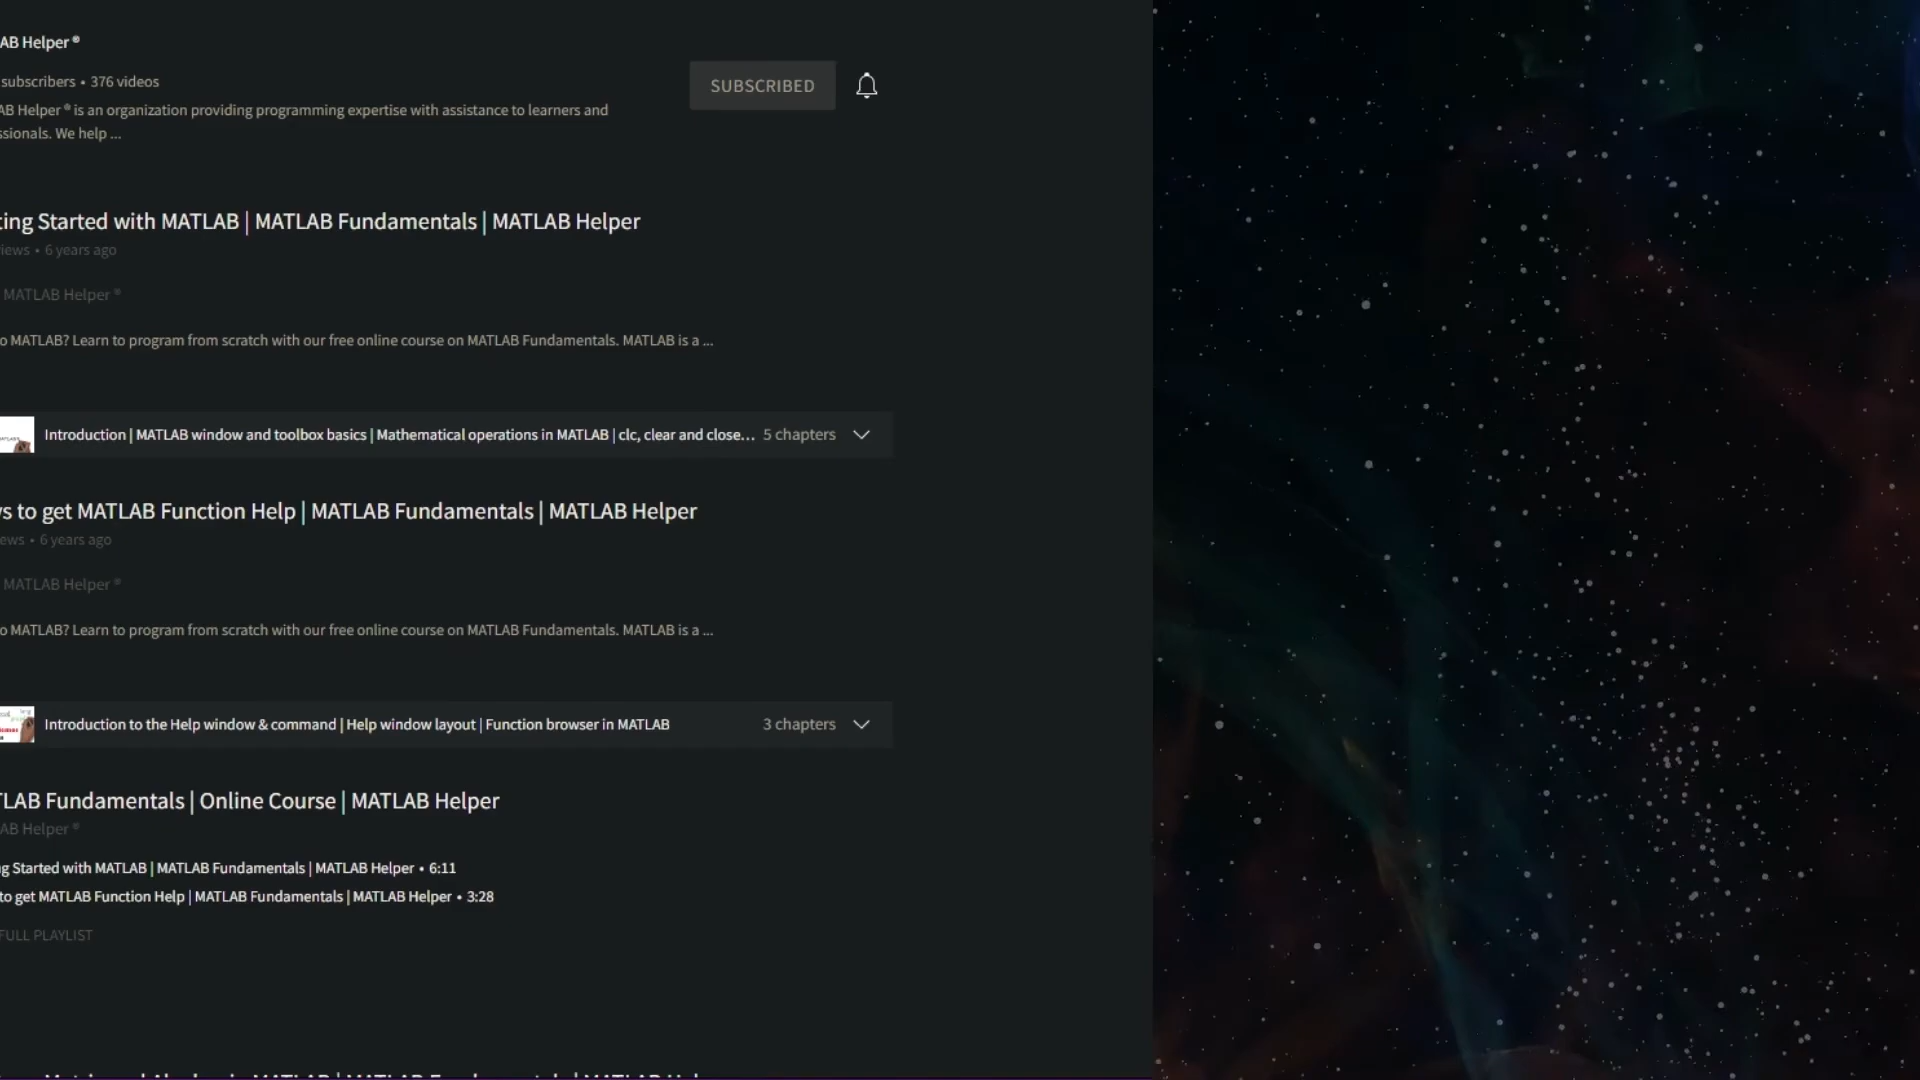 AB Helper®
subscribers • 376 videos
SUBSCRIBED
AB Helper® is an organization providing programming expertise with assistance to learners and
ssionals. We help ...
ting Started with MATLAB | MATLAB Fundamentals | MATLAB Helper
iews • 6 years ago
MATLAB Helper®
o MATLAB? Learn to program from scratch with our free online course on MATLAB Fundamentals. MATLAB is a ...
Introduction | MATLAB window and toolbox basics | Mathematical operations in MATLAB | clc, clear and close... 5 chapters
s to get MATLAB Function Help | MATLAB Fundamentals | MATLAB Helper
ews • 6 years ago
MATLAB Helper®
o MATLAB? Learn to program from scratch with our free online course on MATLAB Fundamentals. MATLAB is a ...
Introduction to the Help window & command | Help window layout | Function browser in MATLAB 3 chapters
TLAB Fundamentals | Online Course | MATLAB Helper
AB Helper®
g Started with MATLAB | MATLAB Fundamentals | MATLAB Helper • 6:11
to get MATLAB Function Help | MATLAB Fundamentals | MATLAB Helper • 3:28
FULL PLAYLIST